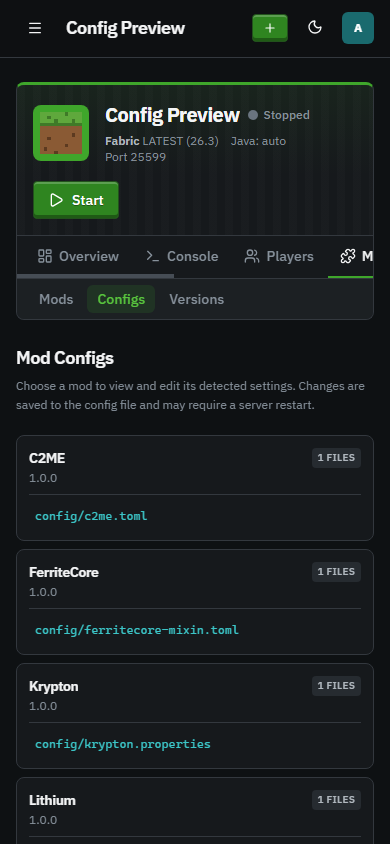 Config Preview
A
Config Preview
Stopped
Fabric LATEST (26.3) Java: auto
Port 25599
Start
Overview Console Players M
Mods Configs Versions
Mod Configs
Choose a mod to view and edit its detected settings. Changes are
saved to the config file and may require a server restart.
C2ME 1 FILES
1.0.0
config/c2me.toml
FerriteCore 1 FILES
1.0.0
config/ferritecore-mixin.toml
Krypton 1 FILES
1.0.0
config/krypton.properties
Lithium 1 FILES
1.0.0